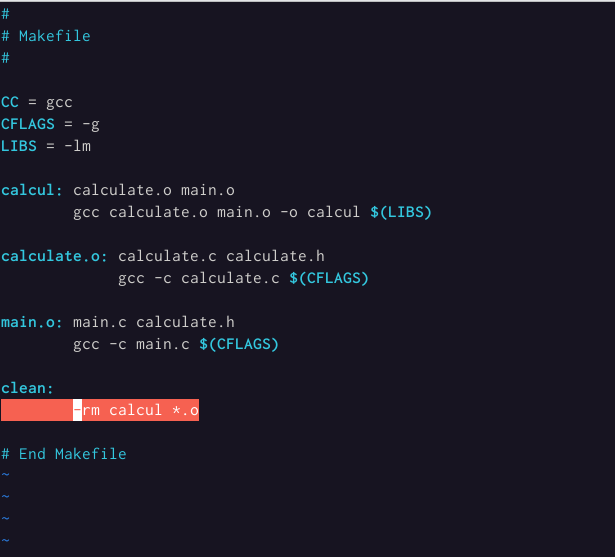 #
# Makefile
#
CC = gcc
CFLAGS = -g
LIBS = -lm
calcul: calculate.o main.o
gcc calculate.o main.o -o calcul $(LIBS)
calculate.o: calculate.c calculate.h
gcc -c calculate.c $(CFLAGS)
main.o: main.c calculate.h
gcc -c main.c $(CFLAGS)
clean:
-rm calcul *.o
# End Makefile
~
~
~
~